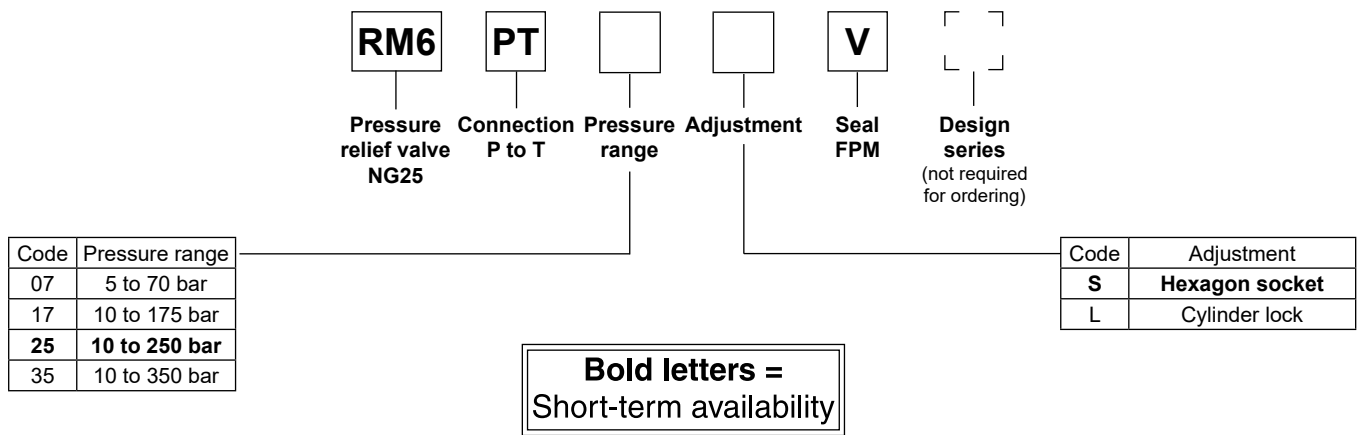 RM6 PT V
Pressure relief valve NG25
Connection P to T
Pressure range
Adjustment
Seal FPM
Design series
(not required for ordering)
Code Pressure range
07 5 to 70 bar
17 10 to 175 bar
25 10 to 250 bar
35 10 to 350 bar
Code Adjustment
S Hexagon socket
L Cylinder lock
Bold letters =
Short-term availability